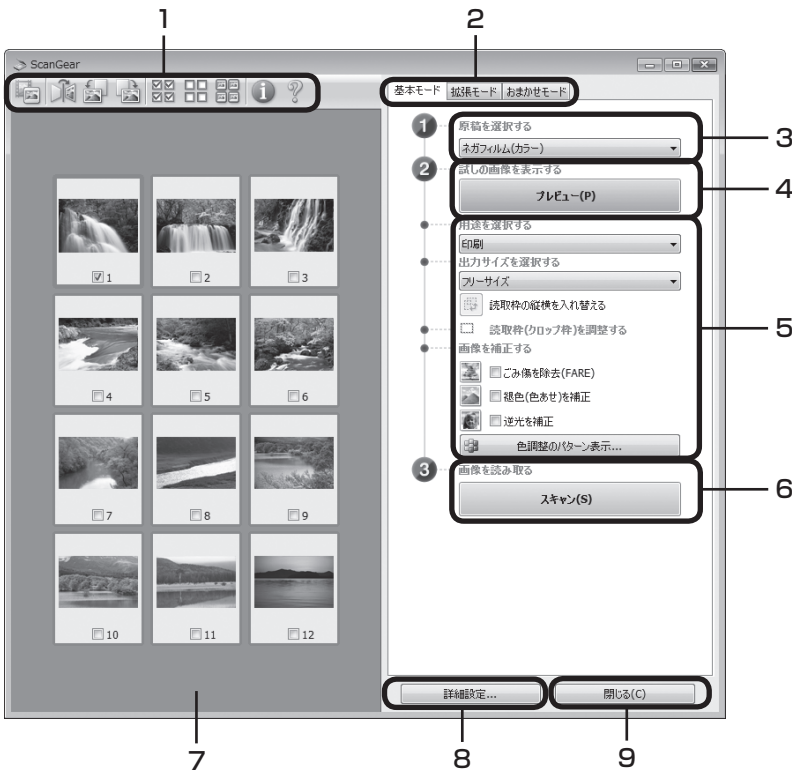 1
2
ScanGear
基本モード 拡張モード おまかせモード
1 原稿を選択する
ネガフィルム(カラー)
3
2 試しの画像を表示する
プレビュー(P)
4
用途を選択する
印刷
出力サイズを選択する
フリーサイズ
読取枠の縦横を入れ替える
読取枠(クロップ枠)を調整する
5
画像を補正する
ごみ傷を除去(FARE)
褪色(色あせ)を補正
逆光を補正
色調整のパターン表示...
3 画像を読み取る
スキャン(S)
6
1 2 3
4 5 6
7 8 9
10 11 12
詳細設定... 閉じる(C)
7 8 9